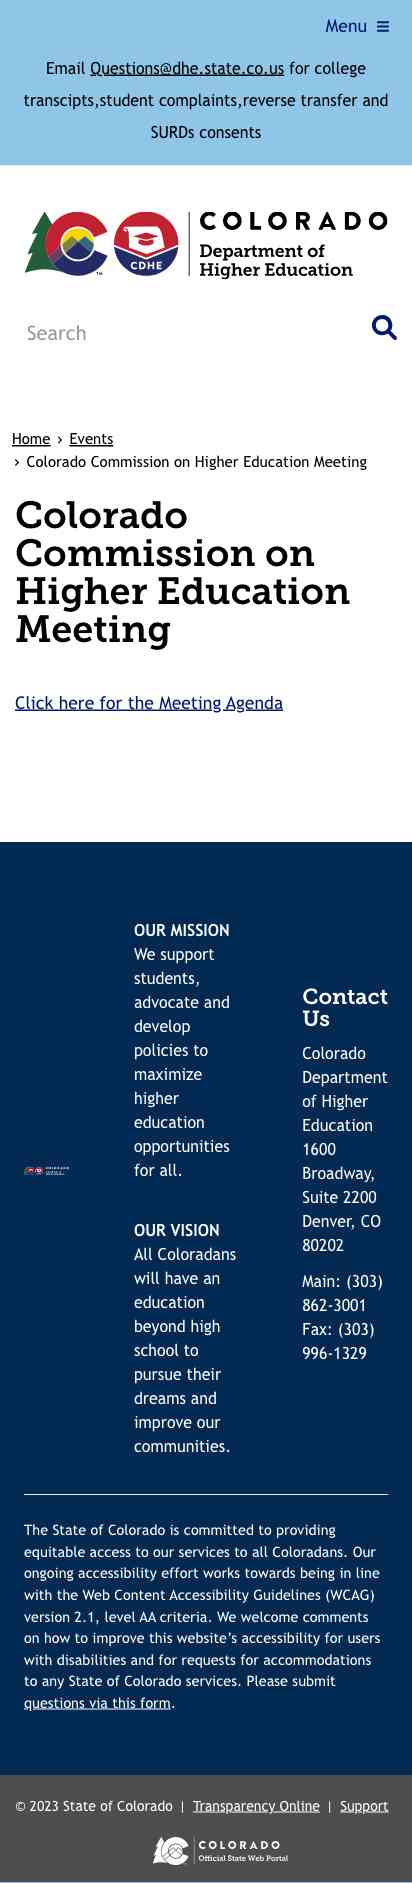 Menu
Email Questions@dhe.state.co.us for college
transcipts,student complaints,reverse transfer and
SURDs consents
COLORADO
Department of
Higher Education
CDHE
TM
Search
Home › Events
› Colorado Commission on Higher Education Meeting
Colorado
Commission on
Higher Education
Meeting
Click here for the Meeting Agenda
OUR MISSION
We support
students,
advocate and
develop
policies to
maximize
higher
education
opportunities
for all.
OUR VISION
All Coloradans
will have an
education
beyond high
school to
pursue their
dreams and
improve our
communities.
Contact
Us
Colorado
Department
of Higher
Education
1600
Broadway,
Suite 2200
Denver, CO
80202
Main: (303)
862-3001
Fax: (303)
996-1329
The State of Colorado is committed to providing
equitable access to our services to all Coloradans. Our
ongoing accessibility effort works towards being in line
with the Web Content Accessibility Guidelines (WCAG)
version 2.1, level AA criteria. We welcome comments
on how to improve this website’s accessibility for users
with disabilities and for requests for accommodations
to any State of Colorado services. Please submit
questions via this form.
© 2023 State of Colorado | Transparency Online | Support
COLORADO
Official State Web Portal